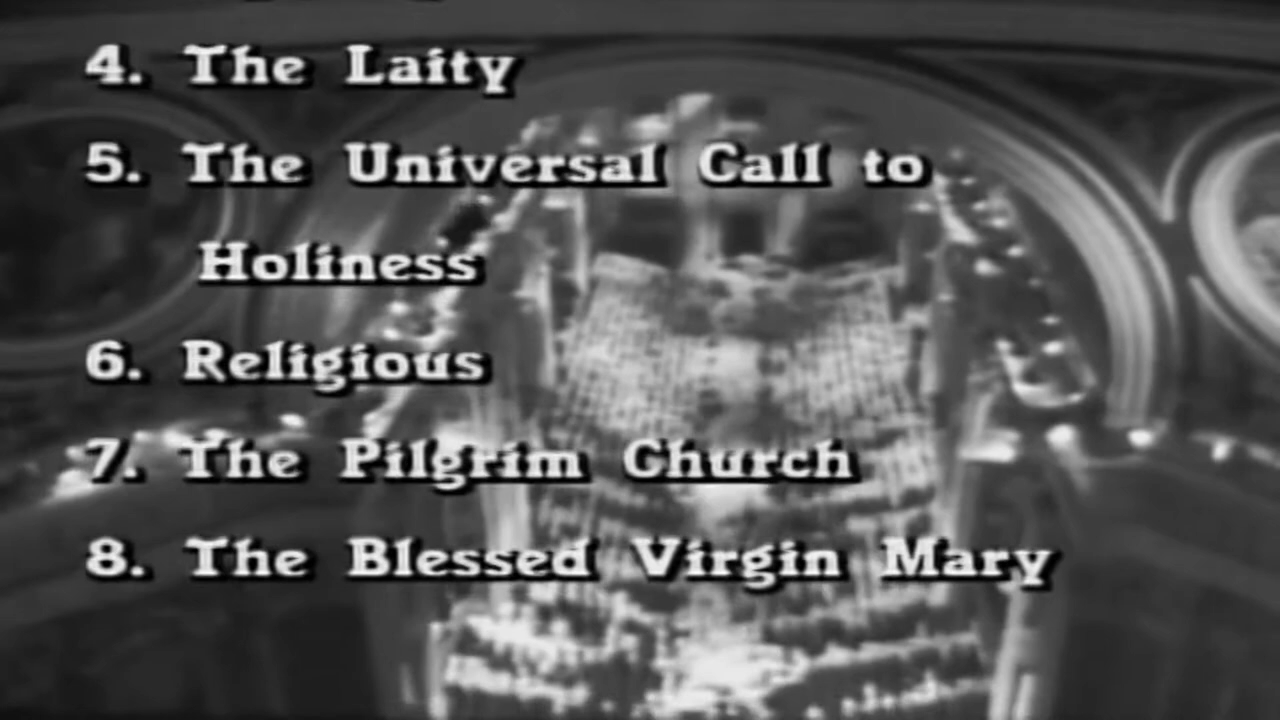 4. The Laity
5. The Universal Call to
Holiness
6. Religious
7. The Pilgrim Church
8. The Blessed Virgin Mary